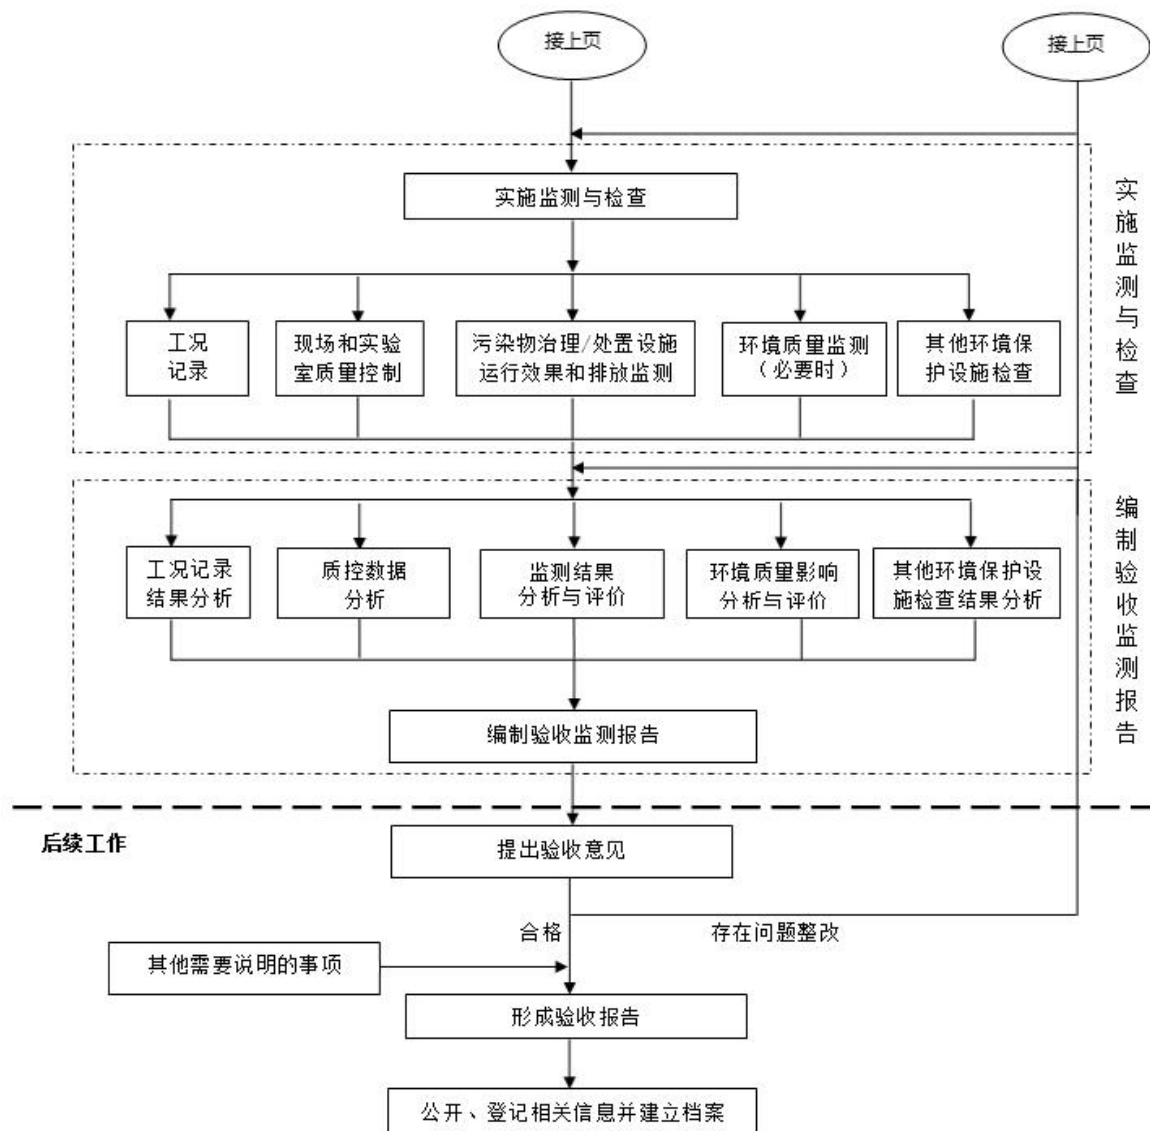 接上页
接上页
实施监测与检查
实施监测与检查
工况
记录
现场和实验
室质量控制
污染物治理/处置设施
运行效果和排放监测
环境质量监测
（必要时）
其他环境保
护设施检查
工况记录
结果分析
质控数据
分析
监测结果
分析与评价
环境质量影响
分析与评价
其他环境保护设
施检查结果分析
编制验收监测报告
编制验收监测报告
后续工作
提出验收意见
合格
存在问题整改
其他需要说明的事项
形成验收报告
公开、登记相关信息并建立档案